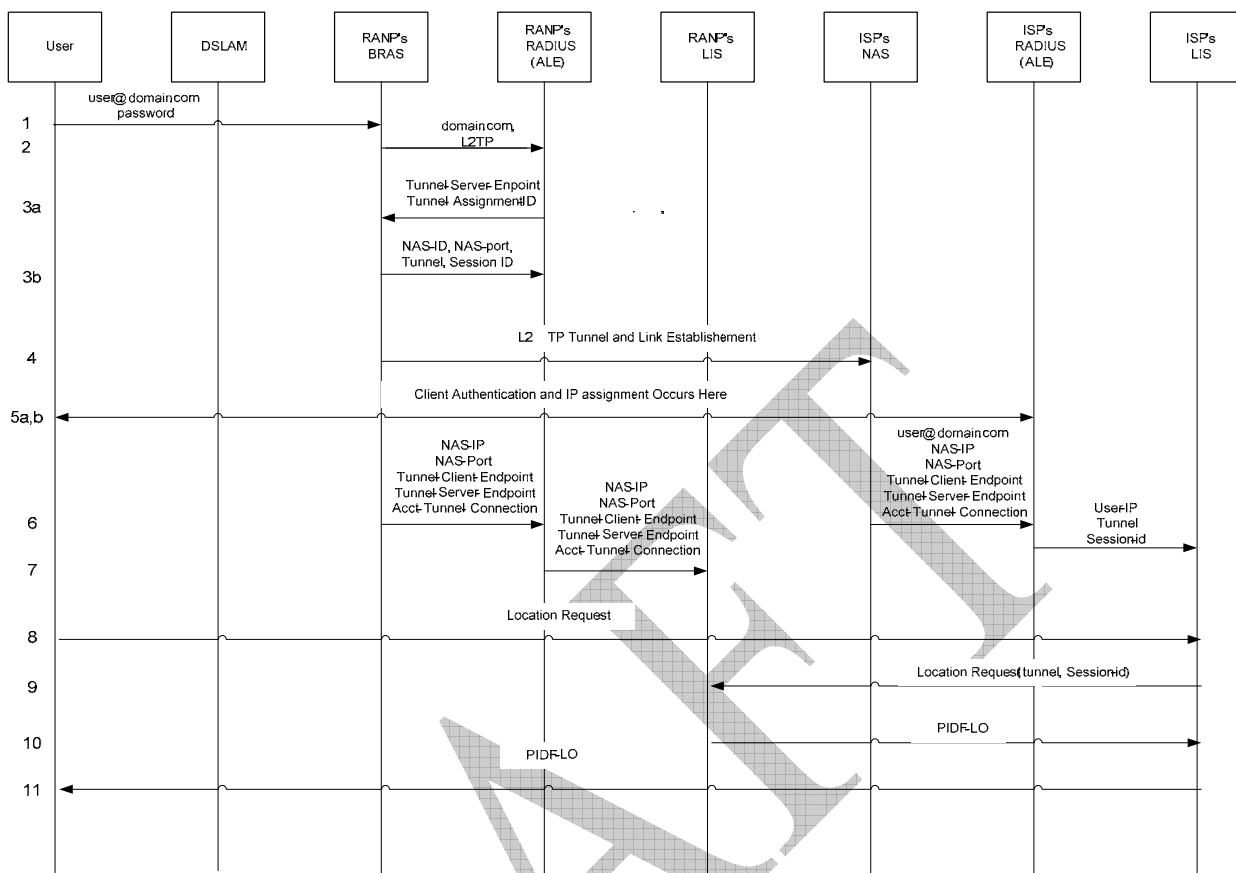 User
DSLAM
RANP's
BRAS
RANP's
RADIUS
(ALE)
RANP's
LIS
ISP's
NAS
ISP's
RADIUS
(ALE)
ISP's
LIS
1
user@domaincom
password
2
domaincom,
L2TP
3a
Tunnel-Server-Enpoint
Tunnel-Assignment-ID
3b
NAS-ID, NAS-port,
Tunnel, Session ID
4
L2 TP Tunnel and Link Establishement
5a,b
Client Authentication and IP assignment Occurs Here
6
NAS-IP
NAS-Port
Tunnel-Client-Endpoint
Tunnel-Server-Endpoint
Acct-Tunnel-Connection
user@domaincom
NAS-IP
NAS-Port
Tunnel-Client-Endpoint
Tunnel-Server-Endpoint
Acct-Tunnel-Connection
7
NAS-IP
NAS-Port
Tunnel-Client-Endpoint
Tunnel-Server-Endpoint
Acct-Tunnel-Connection
User-IP
Tunnel
Session-id
8
Location Request
9
Location Request(tunnel, Session-id)
10
PIDF-LO
11
PIDF-LO
AFT